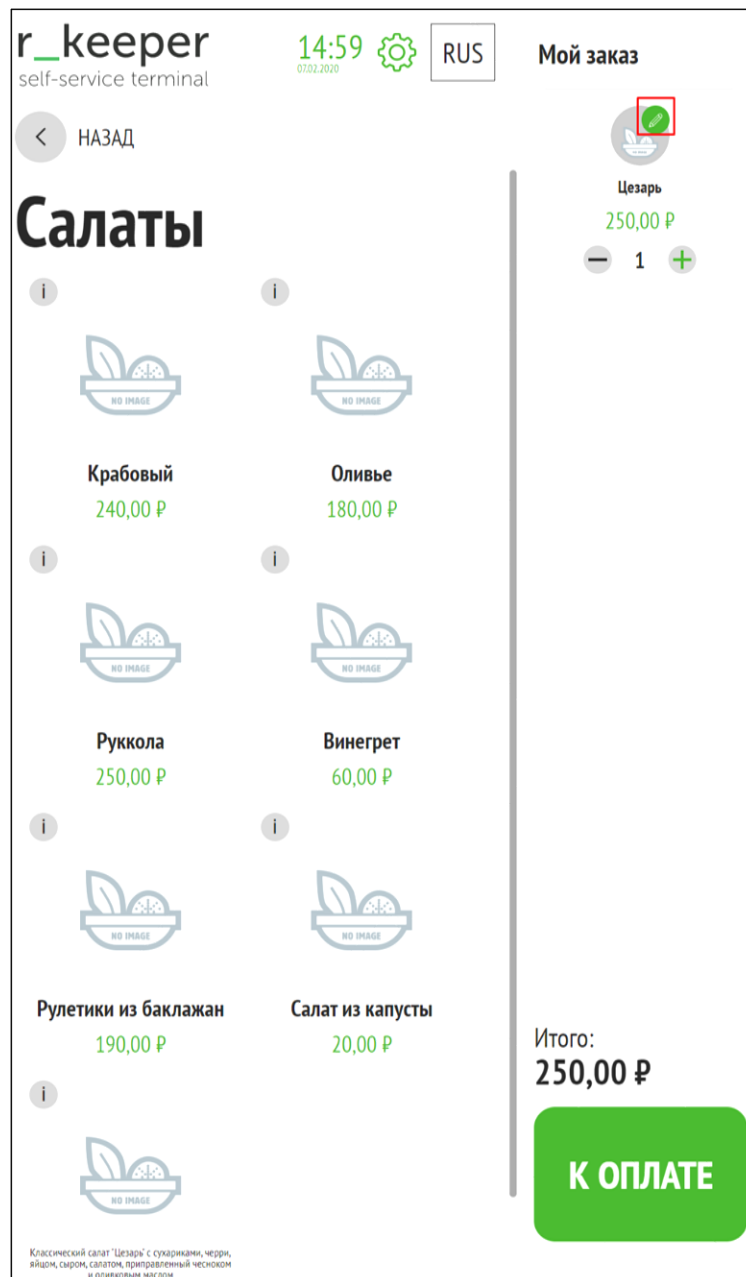 r_keeper
self-service terminal
14:59
07.02.2020
RUS
НАЗАД
Салаты
i
i
NO IMAGE
NO IMAGE
Крабовый
Оливье
240,00 ₽
180,00 ₽
i
i
NO IMAGE
NO IMAGE
Руккола
Винегрет
250,00 ₽
60,00 ₽
i
i
NO IMAGE
NO IMAGE
Рулетики из баклажан
Салат из капусты
190,00 ₽
20,00 ₽
i
NO IMAGE
Классический салат "Цезарь" с сухариками, черри,
яйцом, сыром, салатом, приправленный чесноком
и оливковым маслом
Мой заказ
Цезарь
250,00 ₽
1
Итого:
250,00 ₽
К ОПЛАТЕ